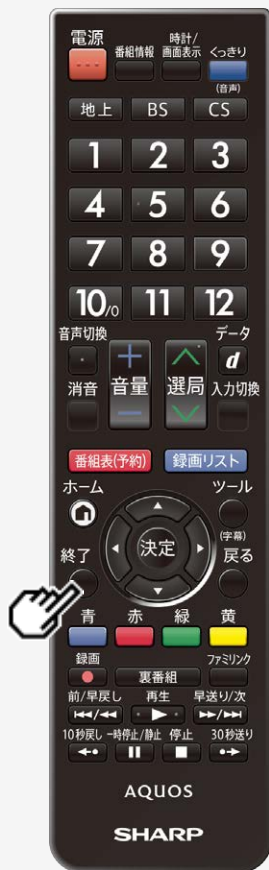 電源
番組情報
時計/
画面表示
くっきり
(音声)
地上 BS CS
1 2 3
4 5 6
7 8 9
10/0 11 12
音声切換
データ
d
消音 音量 選局 入力切換
番組表(予約) 録画リスト
ホーム ツール
(字幕)
終了 決定 戻る
青 赤 緑 黄
録画 裏番組 ファミリンク
前/早戻し 再生 早送り/次
10秒戻し 一時停止/静止 停止 30秒送り
AQUOS
SHARP